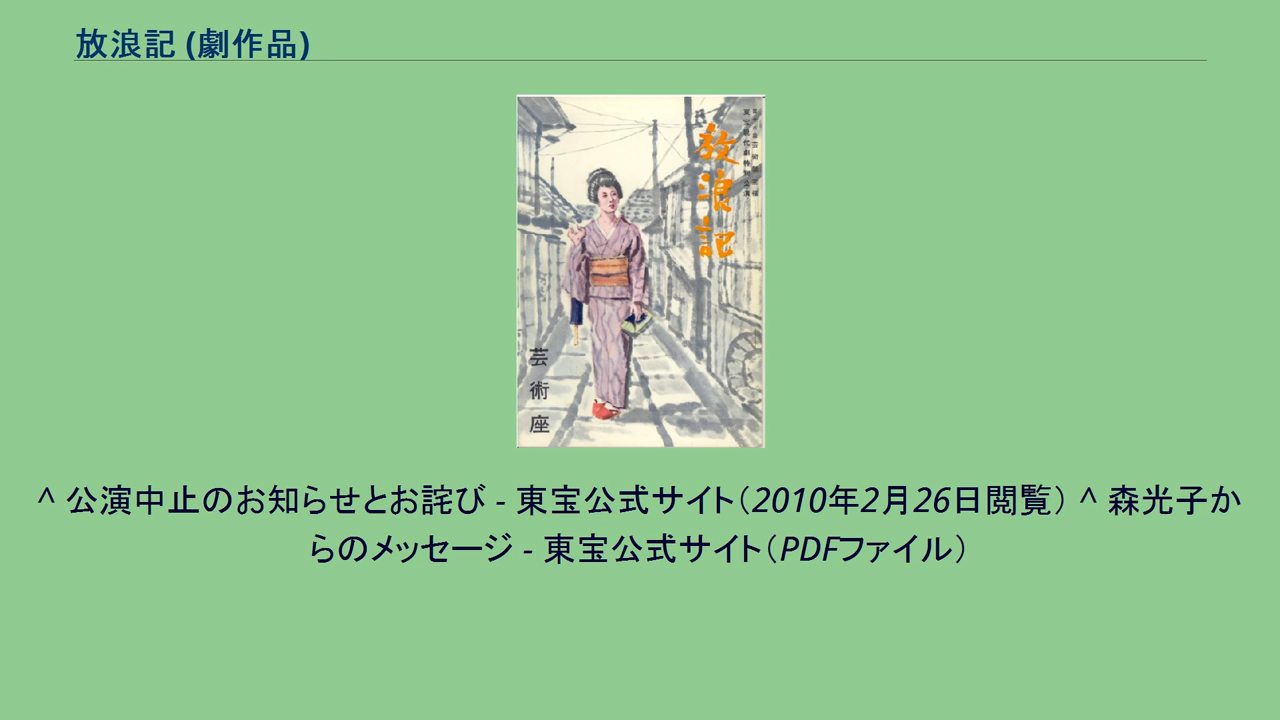 放浪記 (劇作品)
放浪記
芸術座
^ 公演中止のお知らせとお詫び - 東宝公式サイト（2010年2月26日閲覧） ^ 森光子か
らのメッセージ - 東宝公式サイト（PDFファイル）